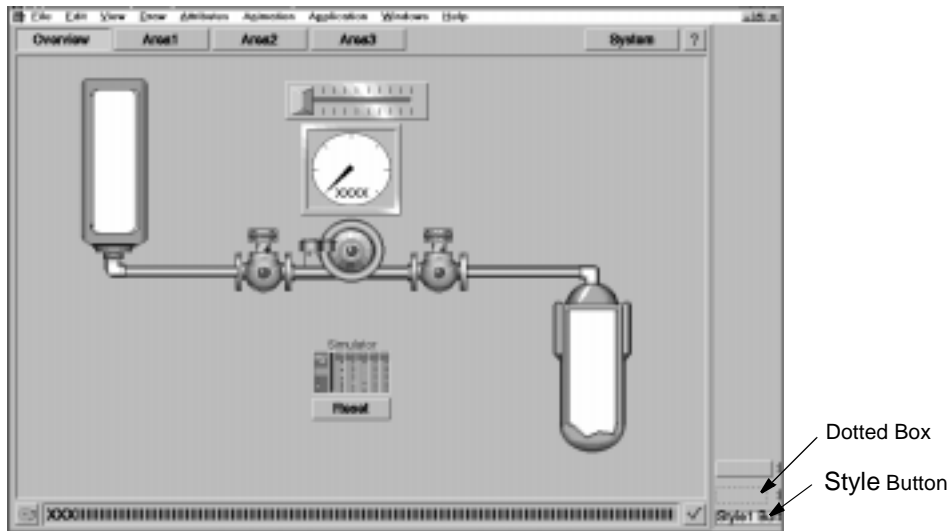 File Edit View Draw Attributes Animation Application Windows Help
Overview Area1 Area2 Area3 System ?
XXXX
Simulator
Reset
Dotted Box
Style Button
XXX
Style1